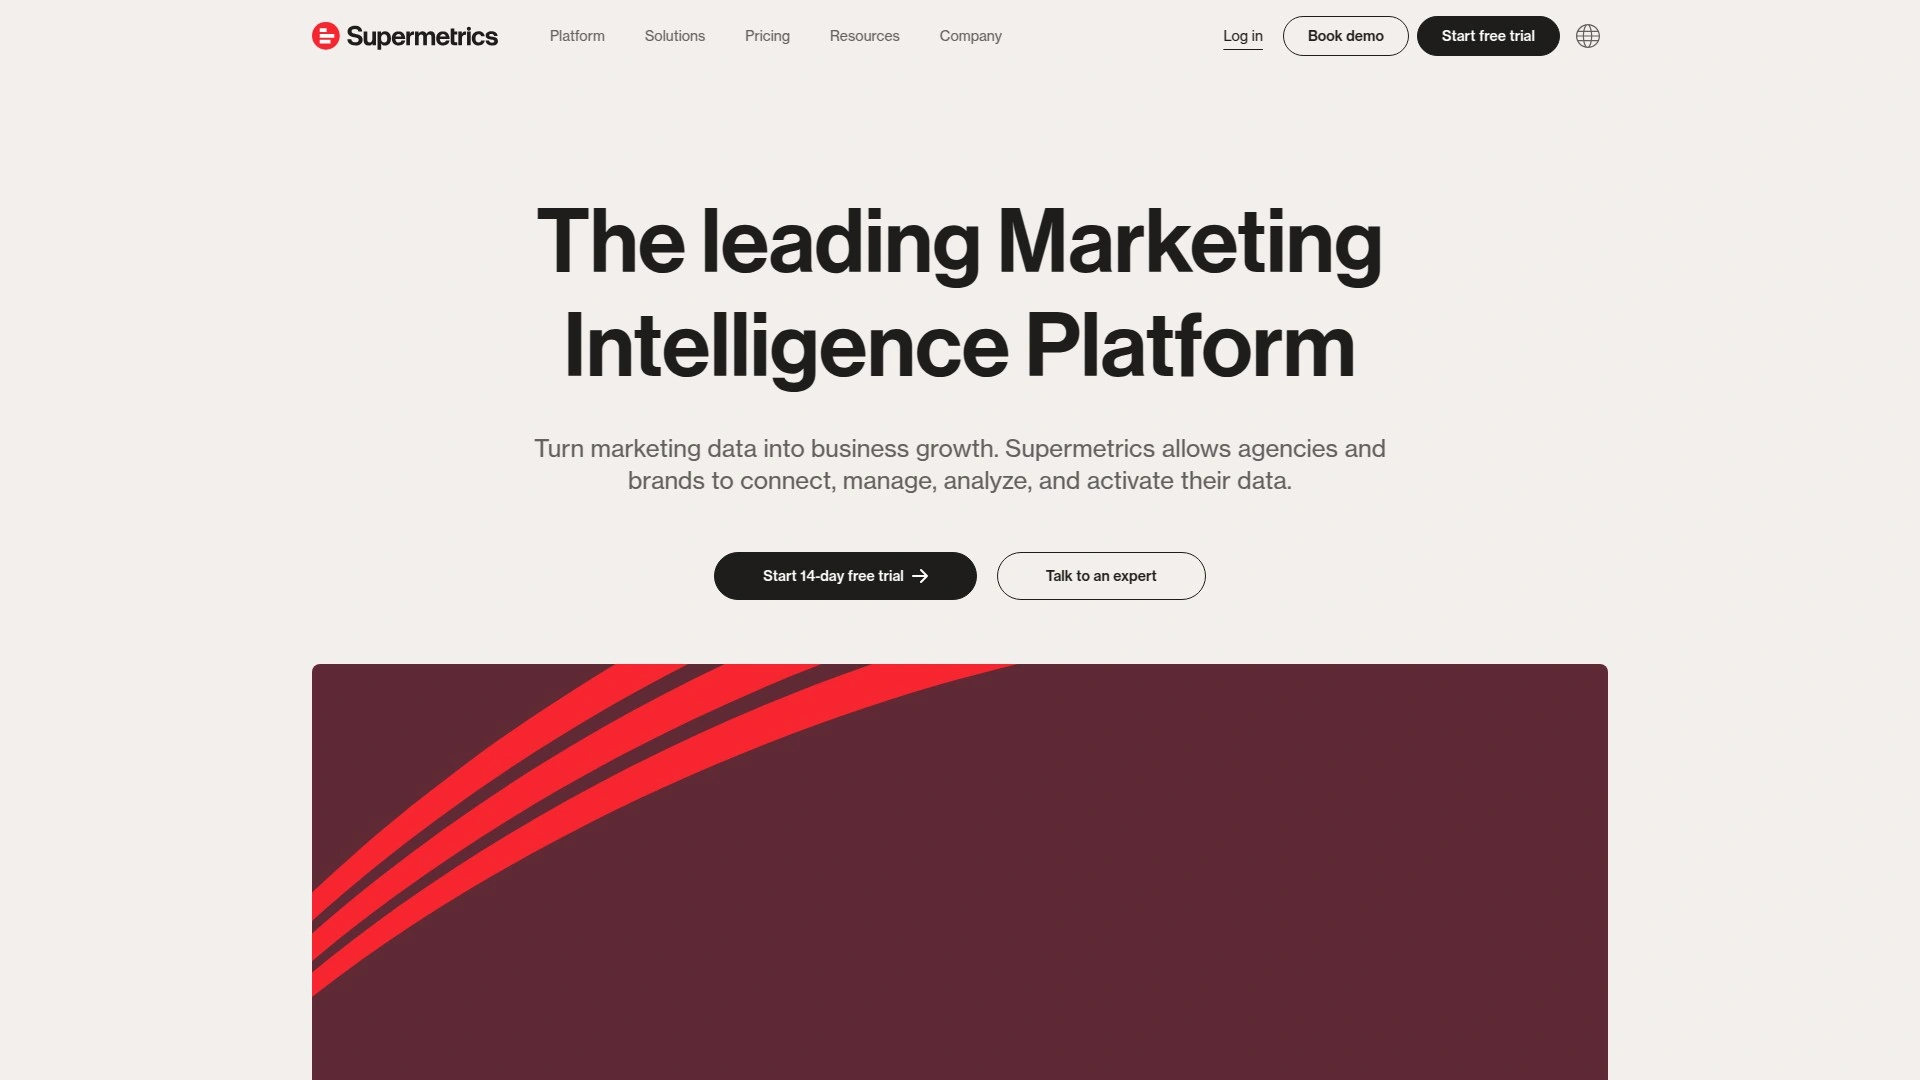 Supermetrics
Platform
Solutions
Pricing
Resources
Company
Log in
Book demo
Start free trial
The leading Marketing
Intelligence Platform
Turn marketing data into business growth. Supermetrics allows agencies and
brands to connect, manage, analyze, and activate their data.
Start 14-day free trial
Talk to an expert